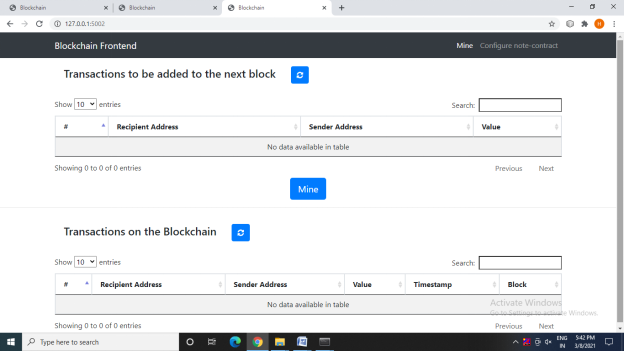 Blockchain
Blockchain
Blockchain
127.0.0.1:5002
H
Blockchain Frontend
Mine Configure note-contract
Transactions to be added to the next block
Show 10 entries
Search:
# Recipient Address Sender Address Value
No data available in table
Showing 0 to 0 of 0 entries
Previous Next
Mine
Transactions on the Blockchain
Show 10 entries
Search:
# Recipient Address Sender Address Value Timestamp Block
No data available in table
Activate Windows
Go to Settings to activate Windows.
Showing 0 to 0 of 0 entries
Previous Next
Type here to search
ENG
IN
5:42 PM
3/8/2021